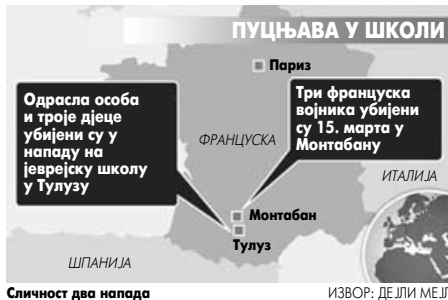 ПУЦЊАВА У ШКОЛИ
Париз
Одрасла особа
и троје дјеце
убијени су у
нападу на
јеврејску школу
у Тулузу
Три француска
војника убијени
су 15. марта у
Монтабану
ФРАНЦУСКА
ИТАЛИЈА
Монтабан
Тулуз
ШПАНИЈА
Сличност два напада
ИЗВОР: ДЕЈЛИ МЕЈЛ